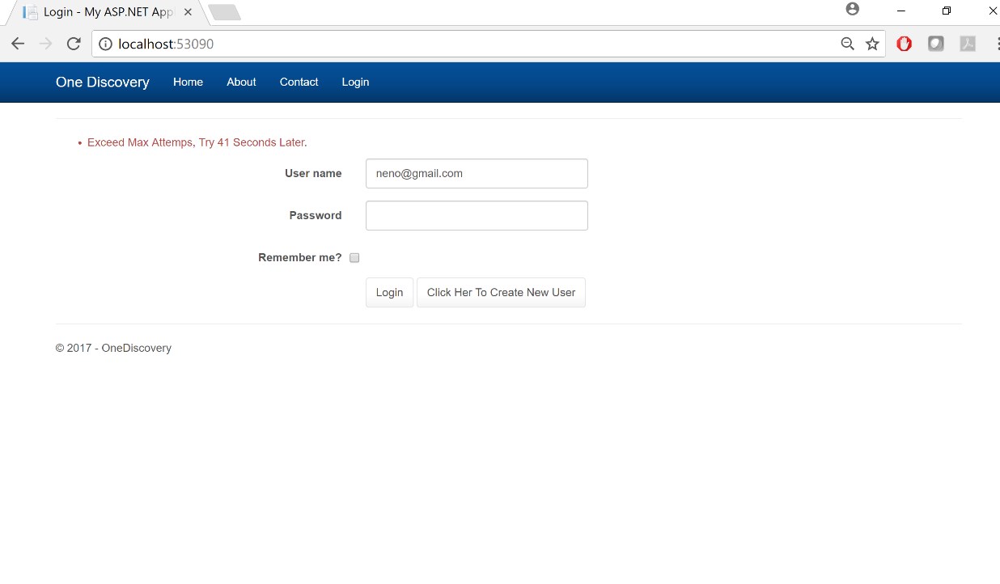 Login - My ASP.NET Appl
localhost:53090
One Discovery Home About Contact Login
Exceed Max Attemps, Try 41 Seconds Later.
User name neno@gmail.com
Password
Remember me?
Login Click Her To Create New User
© 2017 - OneDiscovery